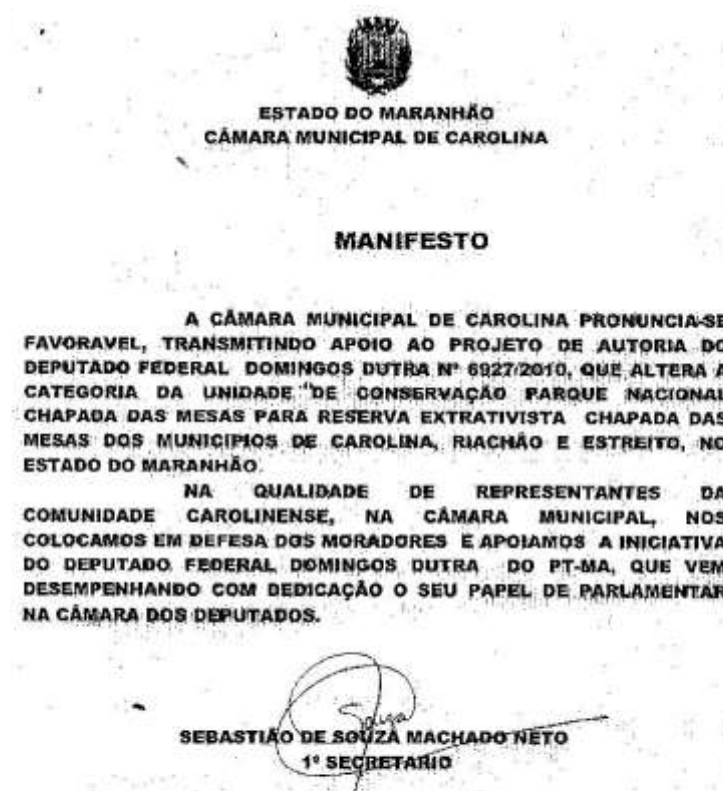 ESTADO DO MARANHÃO
CÂMARA MUNICIPAL DE CAROLINA
MANIFESTO
A CÂMARA MUNICIPAL DE CAROLINA PRONUNCIA-SE
FAVORAVEL, TRANSMITINDO APOIO AO PROJETO DE AUTORIA DO
DEPUTADO FEDERAL DOMINGOS DUTRA Nº 6927/2010, QUE ALTERA A
CATEGORIA DA UNIDADE DE CONSERVAÇÃO PARQUE NACIONAL
CHAPADA DAS MESAS PARA RESERVA EXTRATIVISTA CHAPADA DAS
MESAS DOS MUNICIPIOS DE CAROLINA, RIACHÃO E ESTREITO, NO
ESTADO DO MARANHÃO.
NA QUALIDADE DE REPRESENTANTES DA
COMUNIDADE CAROLINENSE, NA CÂMARA MUNICIPAL, NOS
COLOCAMOS EM DEFESA DOS MORADORES E APOIAMOS A INICIATIVA
DO DEPUTADO FEDERAL DOMINGOS DUTRA DO PT-MA, QUE VEM
DESEMPENHANDO COM DEDICAÇÃO O SEU PAPEL DE PARLAMENTAR
NA CÂMARA DOS DEPUTADOS.
Souza
SEBASTIÃO DE SOUZA MACHADO NETO
1º SECRETARIO